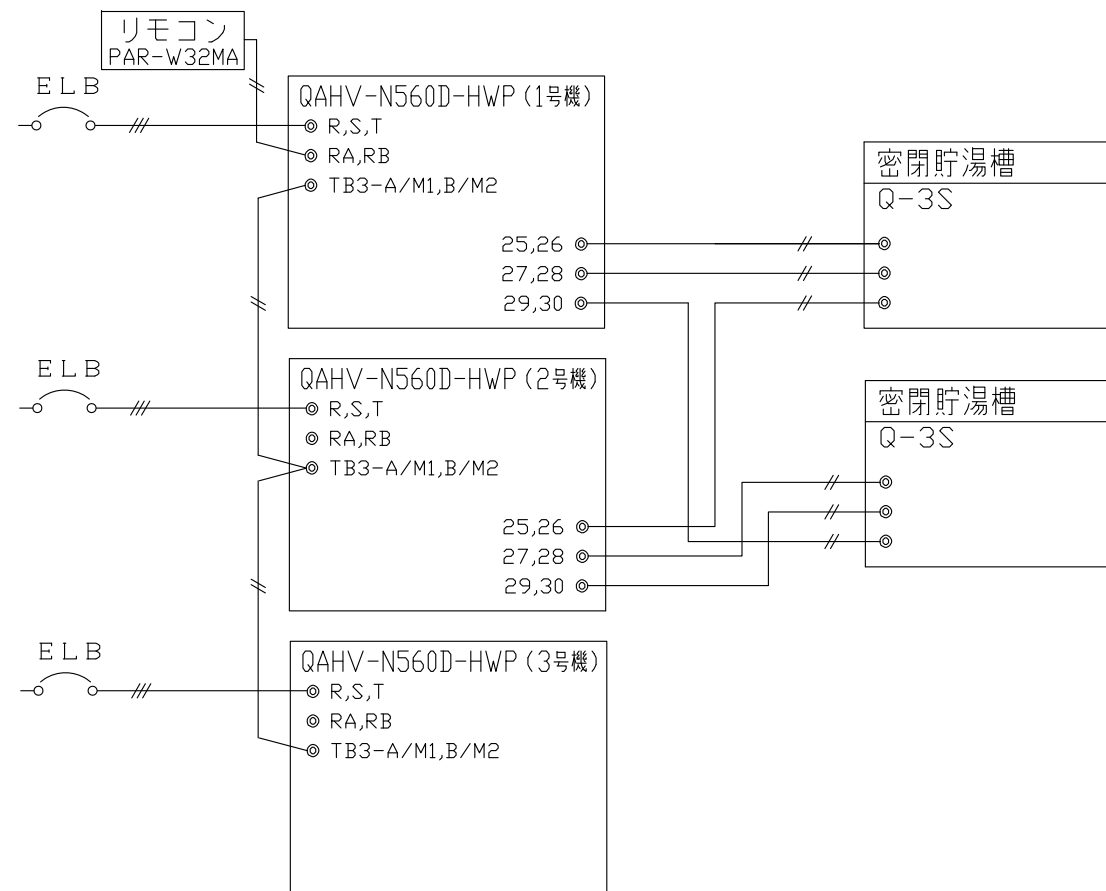 リモコン
PAR-W32MA
ELB
QAHV-N560D-HWP(1号機)
R,S,T
RA,RB
TB3-A/M1,B/M2
25,26
27,28
29,30
密閉貯湯槽
Q-3S
ELB
QAHV-N560D-HWP(2号機)
R,S,T
RA,RB
TB3-A/M1,B/M2
25,26
27,28
29,30
密閉貯湯槽
Q-3S
ELB
QAHV-N560D-HWP(3号機)
R,S,T
RA,RB
TB3-A/M1,B/M2